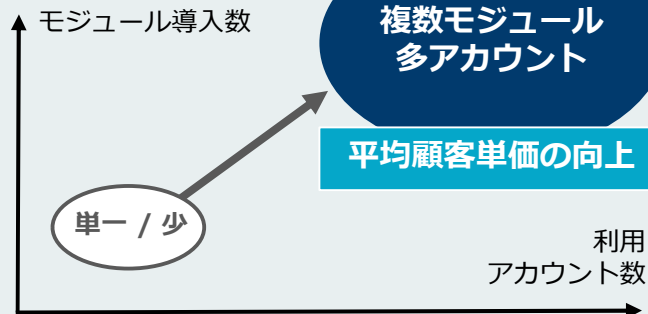 モジュール導入数
複数モジュール
多アカウント
平均顧客単価の向上
単一 / 少
利用
アカウント数